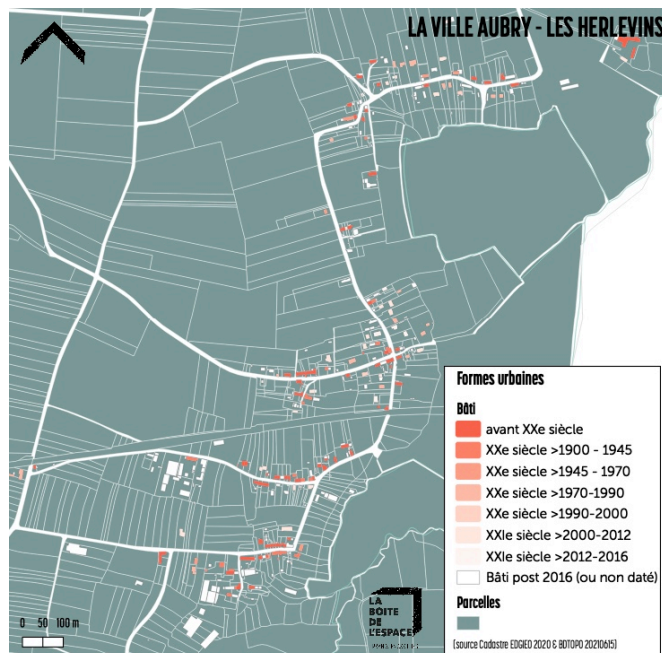 LA VILLE AUBRY - LES HERLEVINS
Formes urbaines
Bâti
avant XXe siècle
XXe siècle >1900 - 1945
XXe siècle >1945 - 1970
XXe siècle >1970-1990
XXe siècle >1990-2000
XXIe siècle >2000-2012
XXIe siècle >2012-2016
Bâti post 2016 (ou non daté)
Parcelles
(source Cadastre EDGIEO 2020 & BDTOPO 20210615)
LA
BOITE
DE
L'ESPACE
0 50 100 m